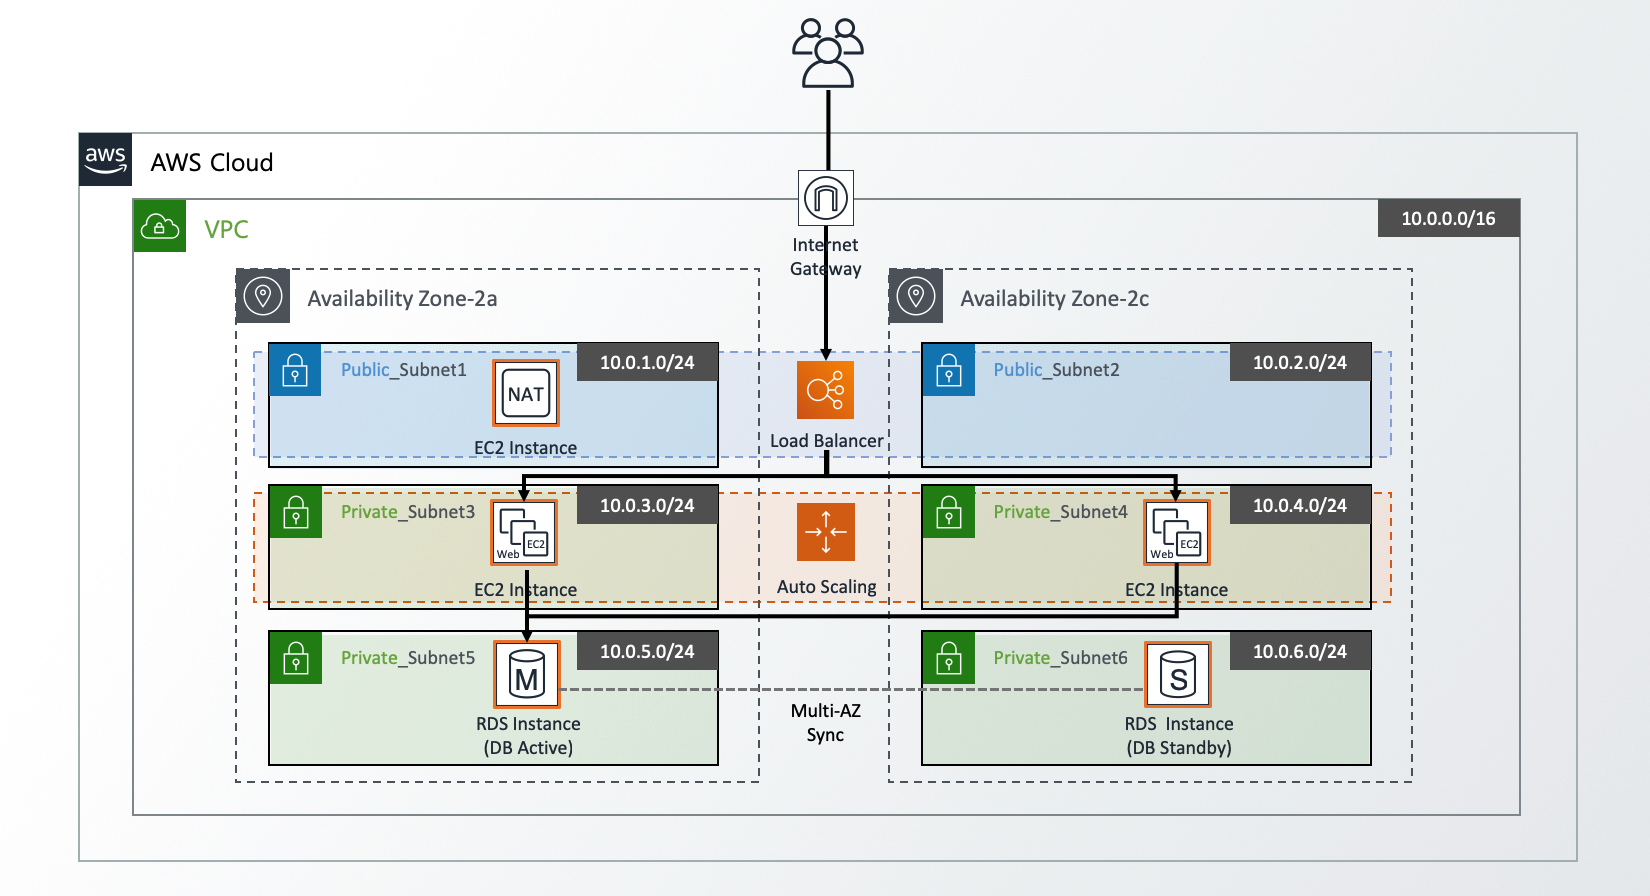 aws
AWS Cloud
VPC
10.0.0.0/16
Internet
Gateway
Availability Zone-2a
Availability Zone-2c
Public_Subnet1
NAT
10.0.1.0/24
EC2 Instance
Load Balancer
Public_Subnet2
10.0.2.0/24
Private_Subnet3
Web
EC2
10.0.3.0/24
EC2 Instance
Auto Scaling
Private_Subnet4
Web
EC2
10.0.4.0/24
EC2 Instance
Private_Subnet5
M
10.0.5.0/24
RDS Instance
(DB Active)
Multi-AZ
Sync
Private_Subnet6
S
10.0.6.0/24
RDS  Instance
(DB Standby)